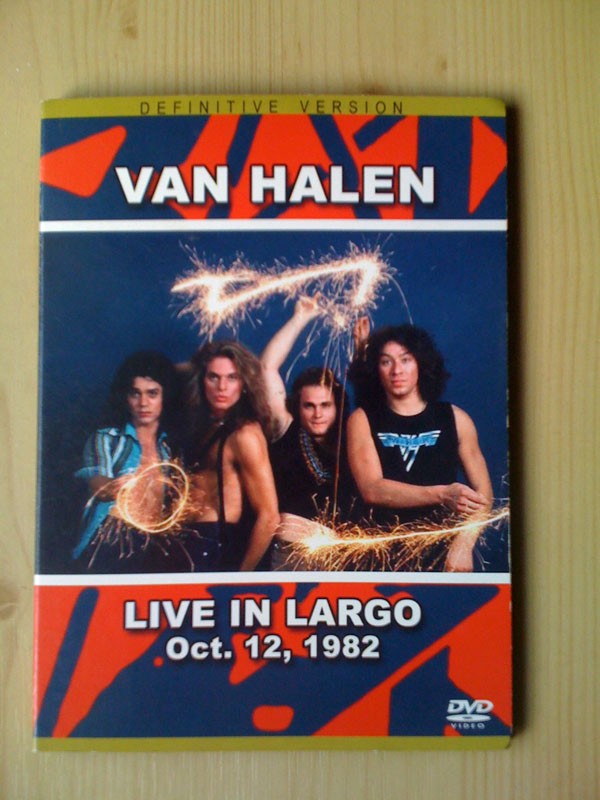 DEFINITIVE VERSION
VAN HALEN
LIVE IN LARGO
Oct. 12, 1982
DVD
VIDEO